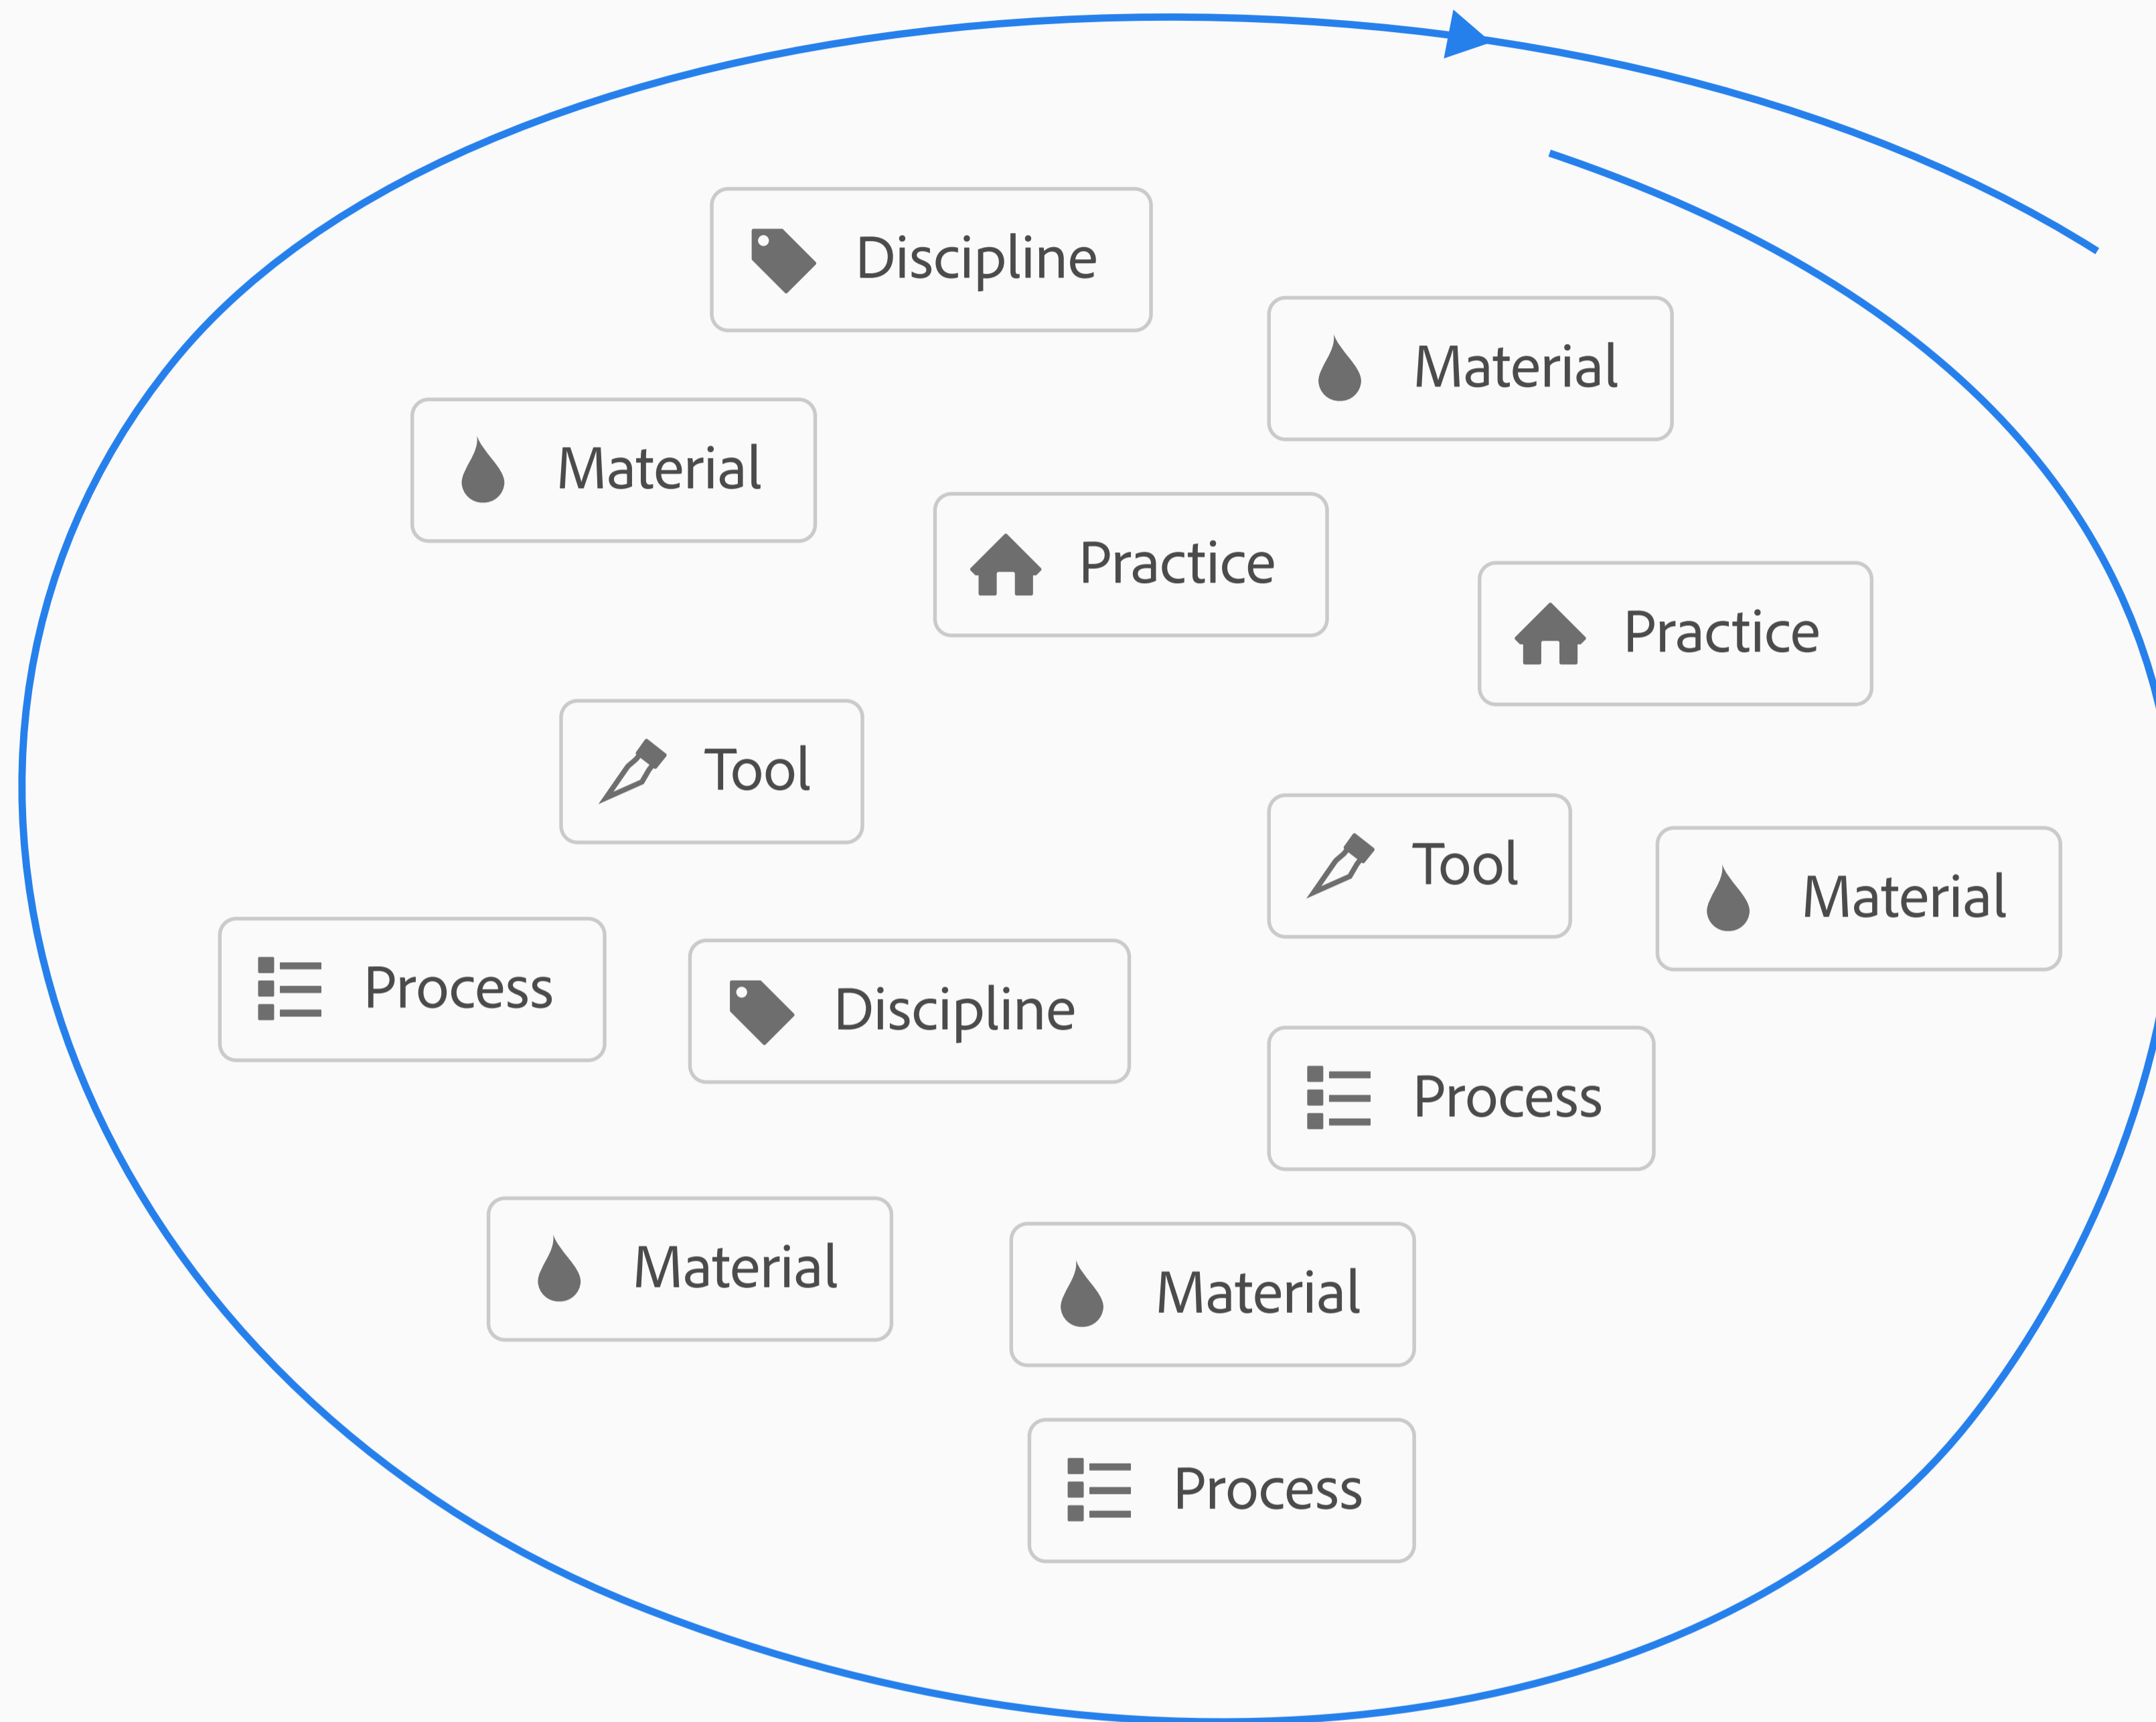 Discipline
Material
Material
Practice
Practice
Tool
Tool
Material
Process
Discipline
Process
Material
Material
Process